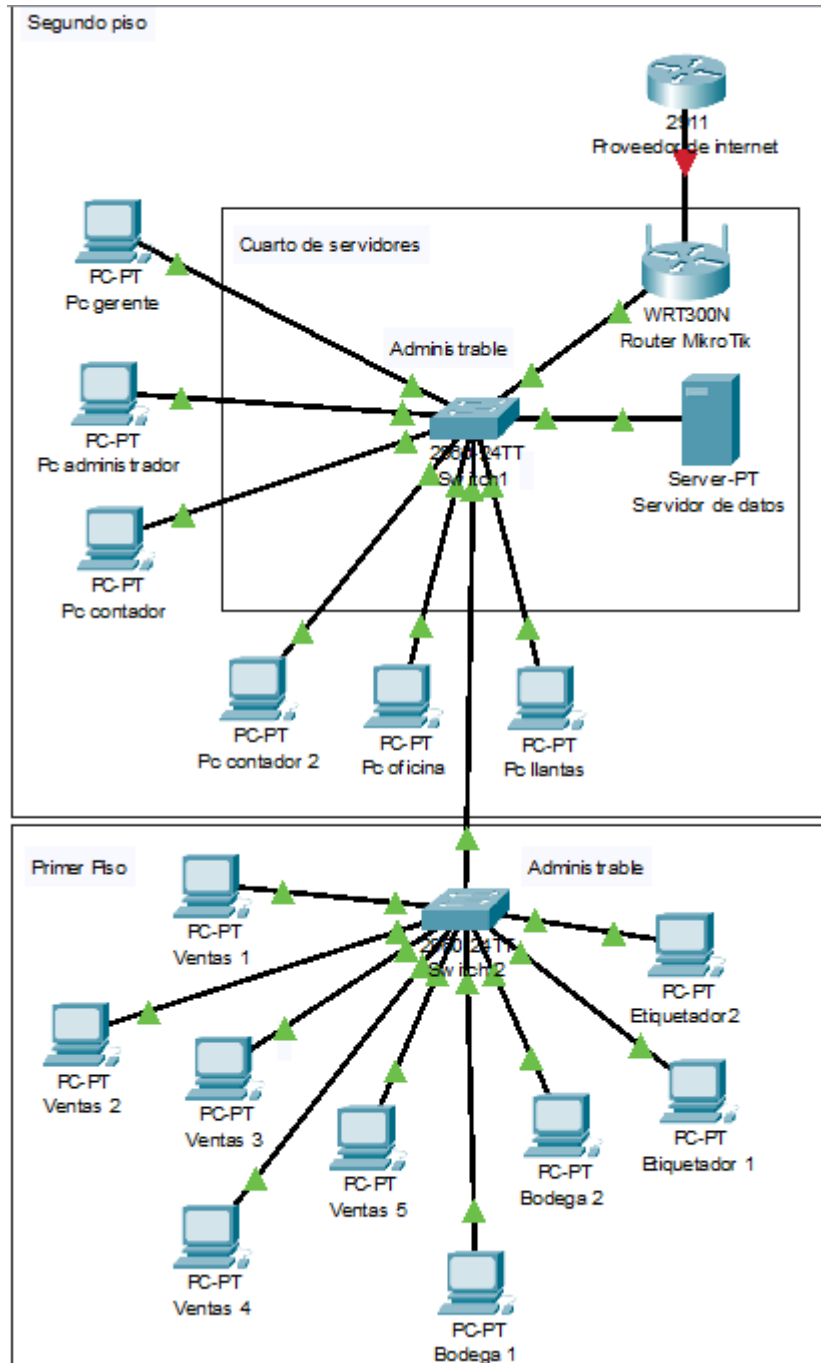 Segundo piso
2911
Proveedor de internet
Cuarto de servidores
PC-PT
Pc gerente
WRT300N
Router MikroTik
Administrable
PC-PT
Pc administrador
2960-24TT
Switch1
Server-PT
Servidor de datos
PC-PT
Pc contador
PC-PT
Pc contador 2
PC-PT
Pc oficina
PC-PT
Pc llantas
Primer Piso
Administrable
PC-PT
Ventas 1
2960-24TT
Switch2
PC-PT
Etiquetador2
PC-PT
Ventas 2
PC-PT
Ventas 3
PC-PT
Ventas 5
PC-PT
Bodega 2
PC-PT
Etiquetador 1
PC-PT
Ventas 4
PC-PT
Bodega 1